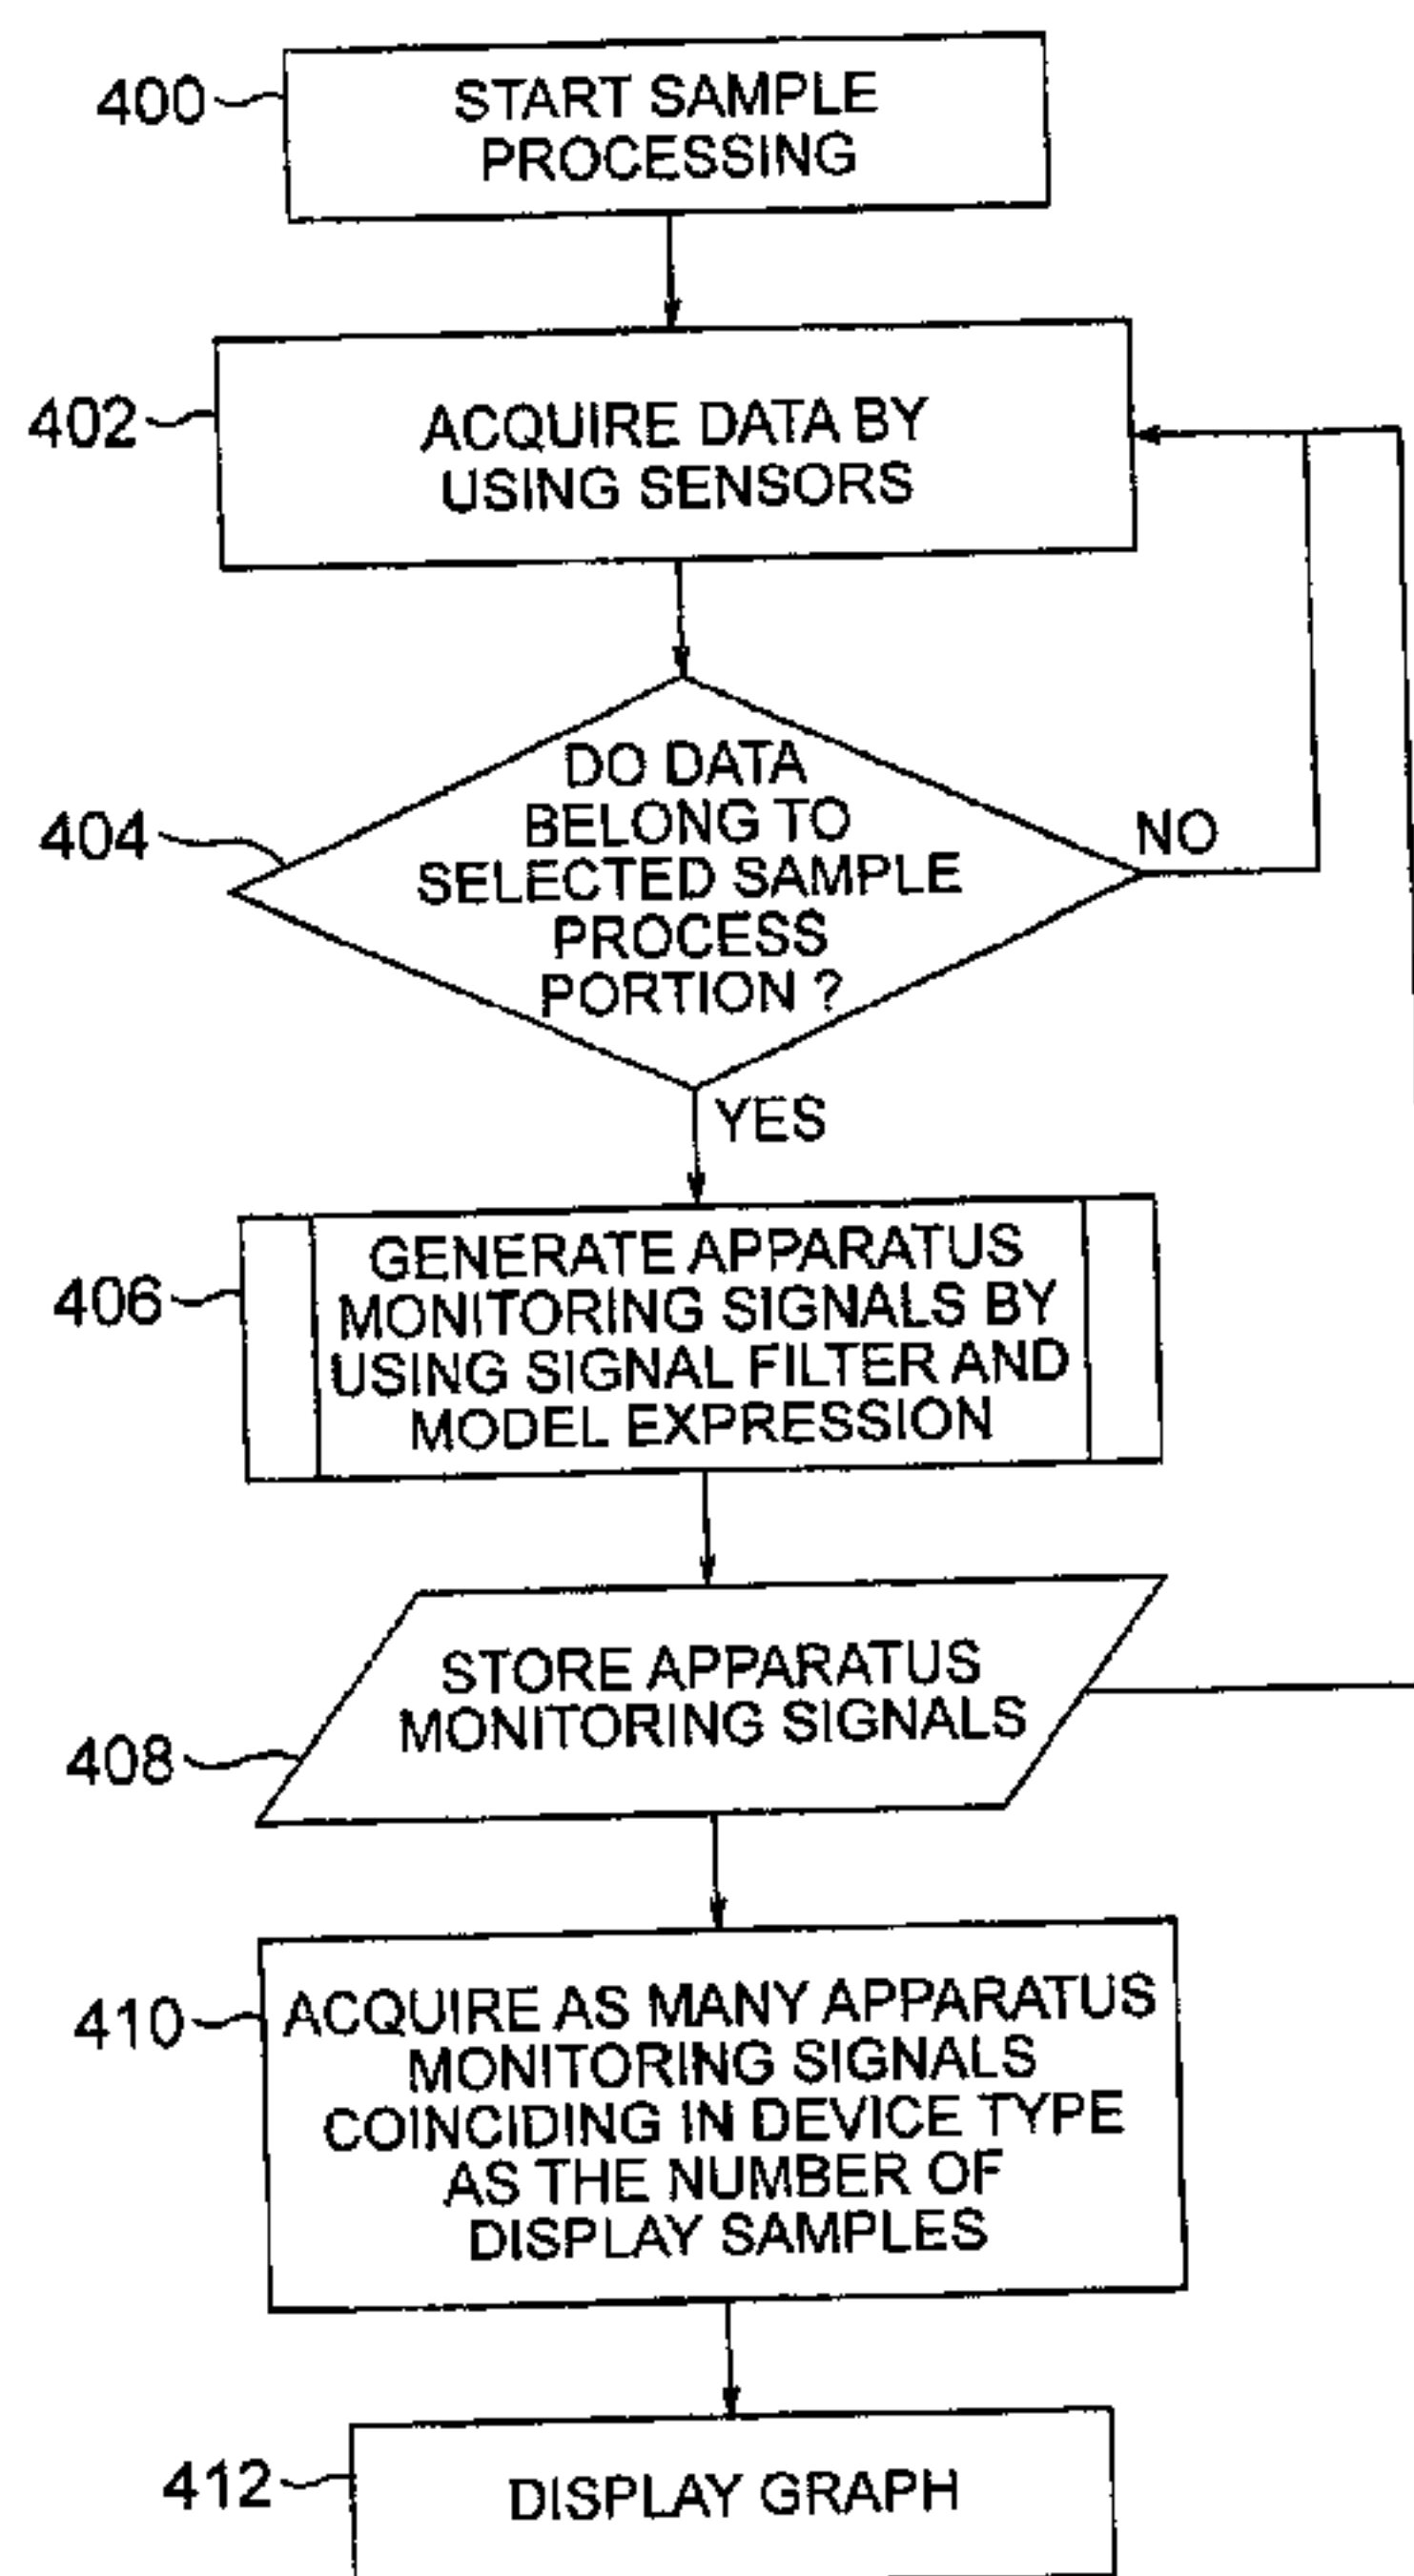 400
START SAMPLE
PROCESSING
402
ACQUIRE DATA BY
USING SENSORS
404
DO DATA
BELONG TO
SELECTED SAMPLE
PROCESS
PORTION ?
NO
YES
406
GENERATE APPARATUS
MONITORING SIGNALS BY
USING SIGNAL FILTER AND
MODEL EXPRESSION
408
STORE APPARATUS
MONITORING SIGNALS
410
ACQUIRE AS MANY APPARATUS
MONITORING SIGNALS
COINCIDING IN DEVICE TYPE
AS THE NUMBER OF
DISPLAY SAMPLES
412
DISPLAY GRAPH